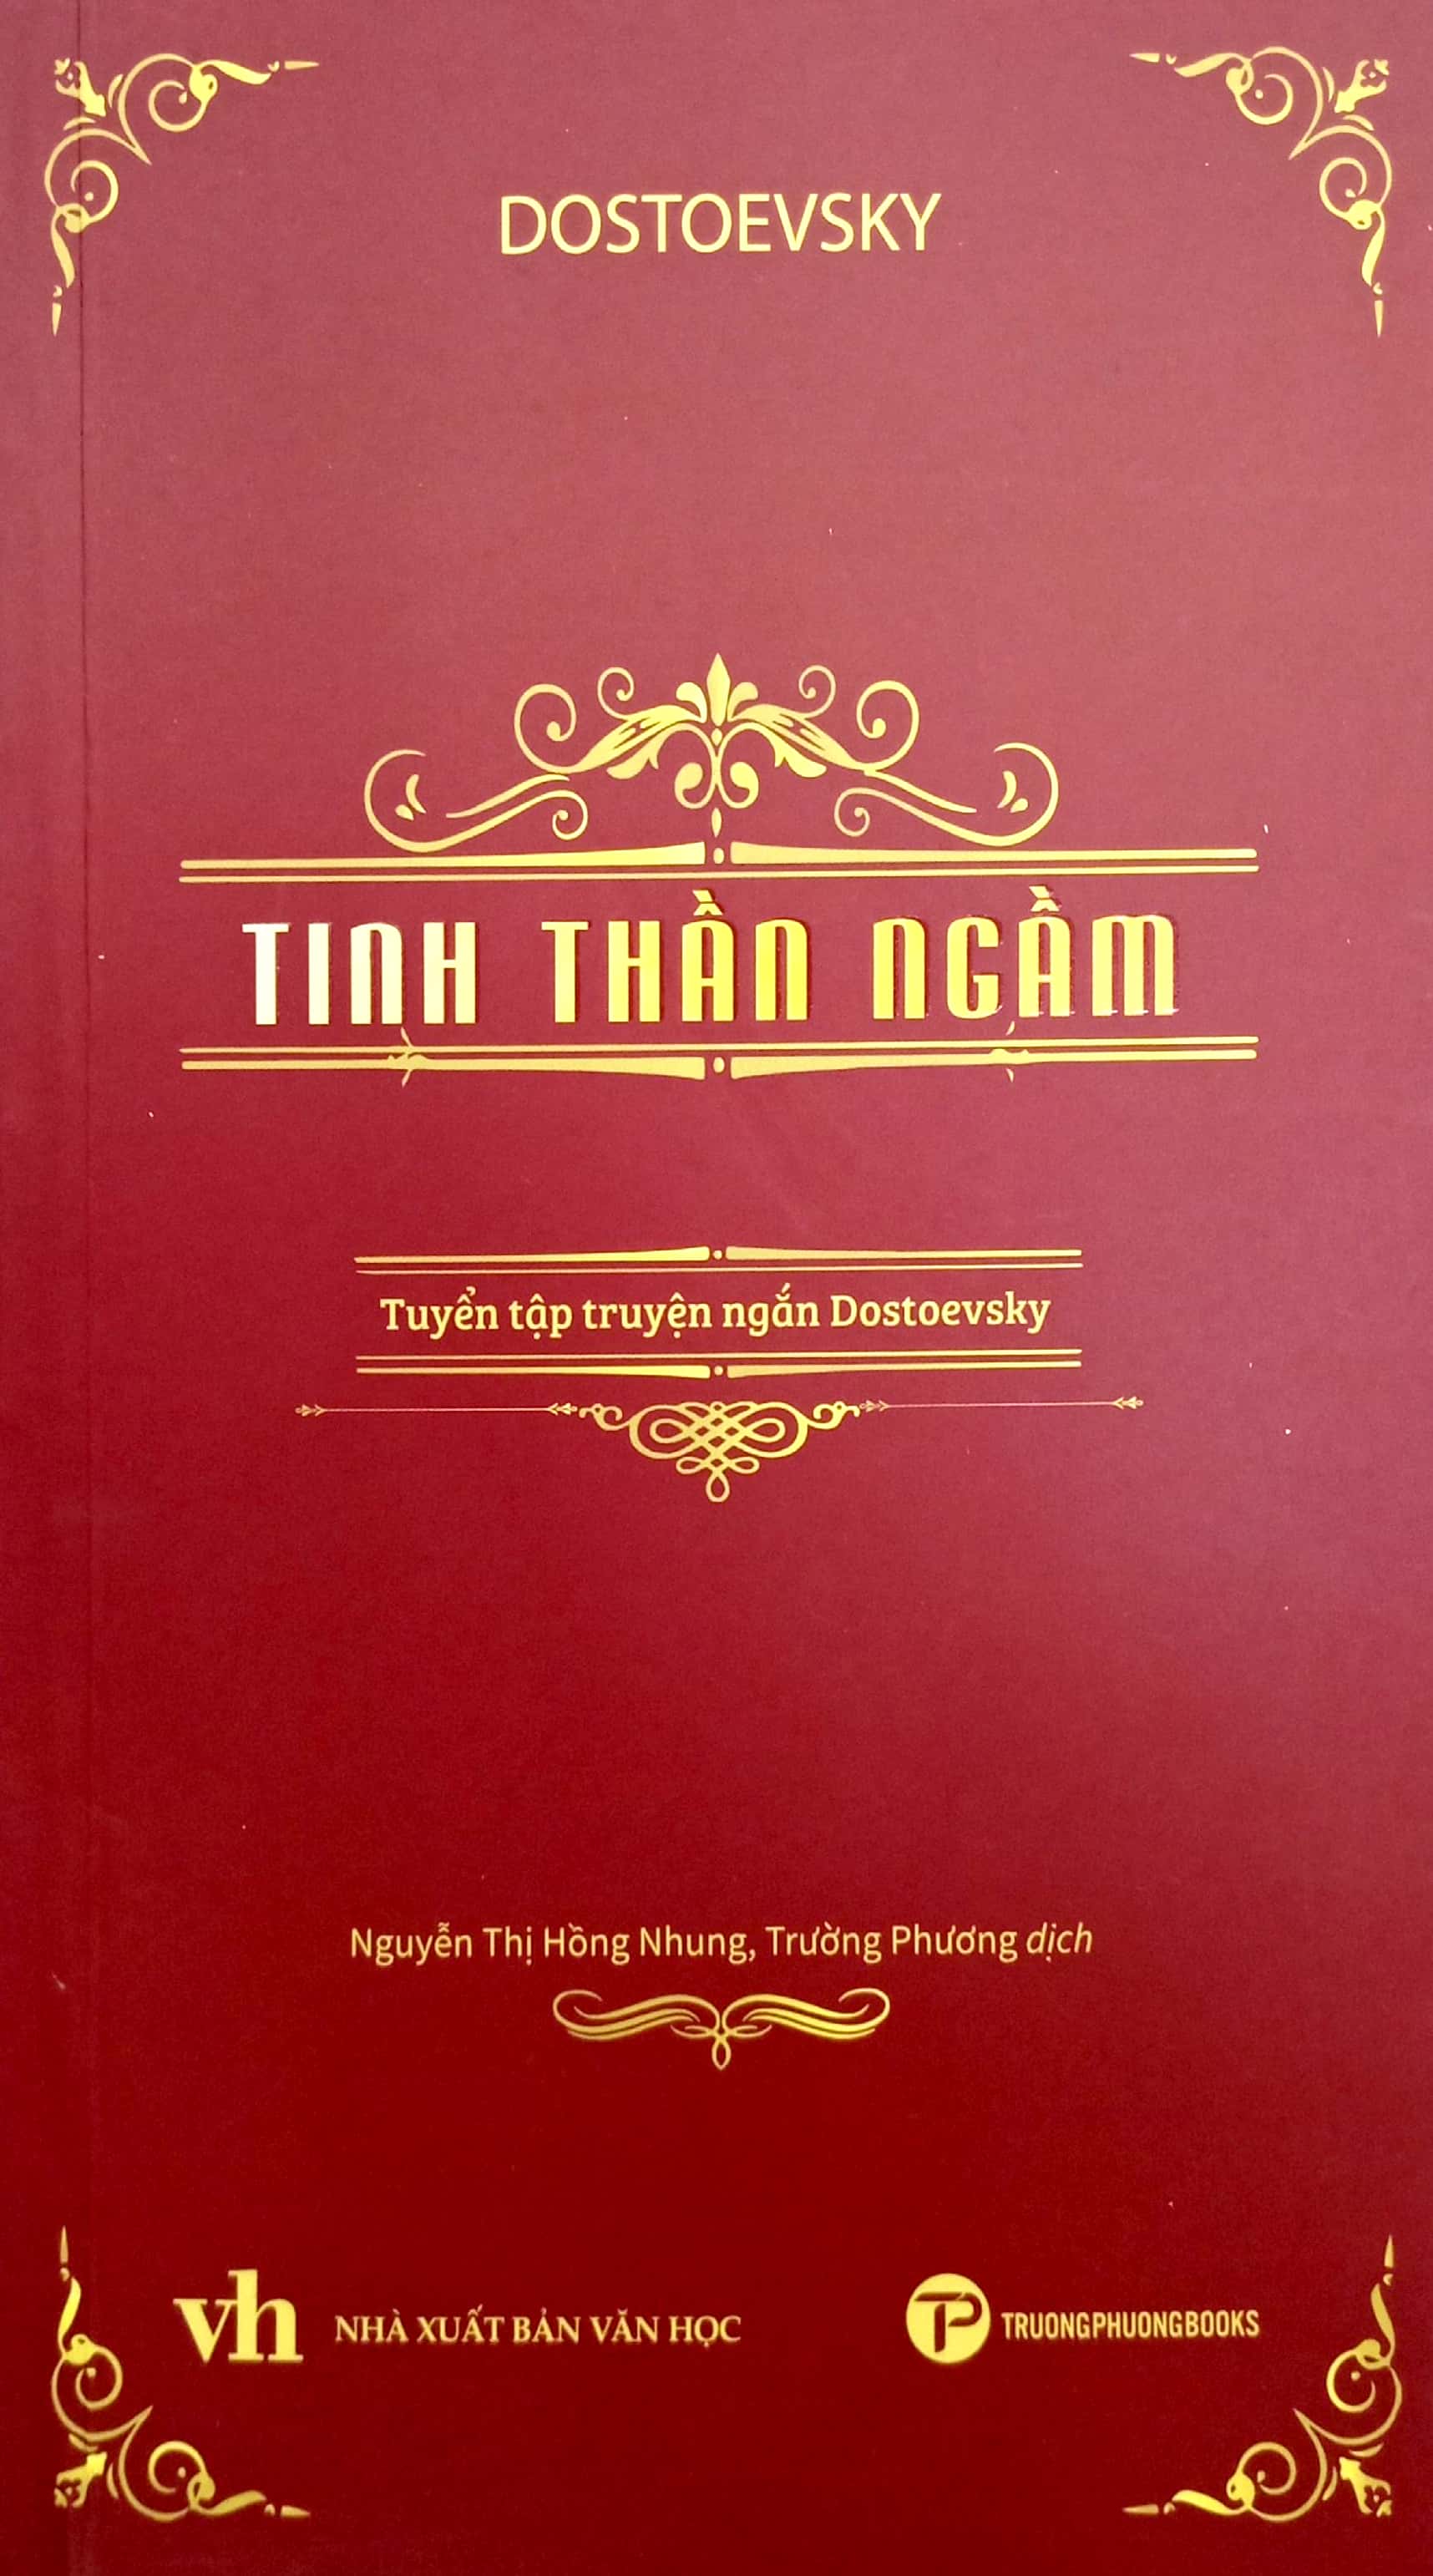 DOSTOEVSKY
TINH THẦN NGẦM
Tuyển tập truyện ngắn Dostoevsky
Nguyễn Thị Hồng Nhung, Trường Phương dịch
vh NHÀ XUẤT BẢN VĂN HỌC
TP TRUONGPHUONGBOOKS